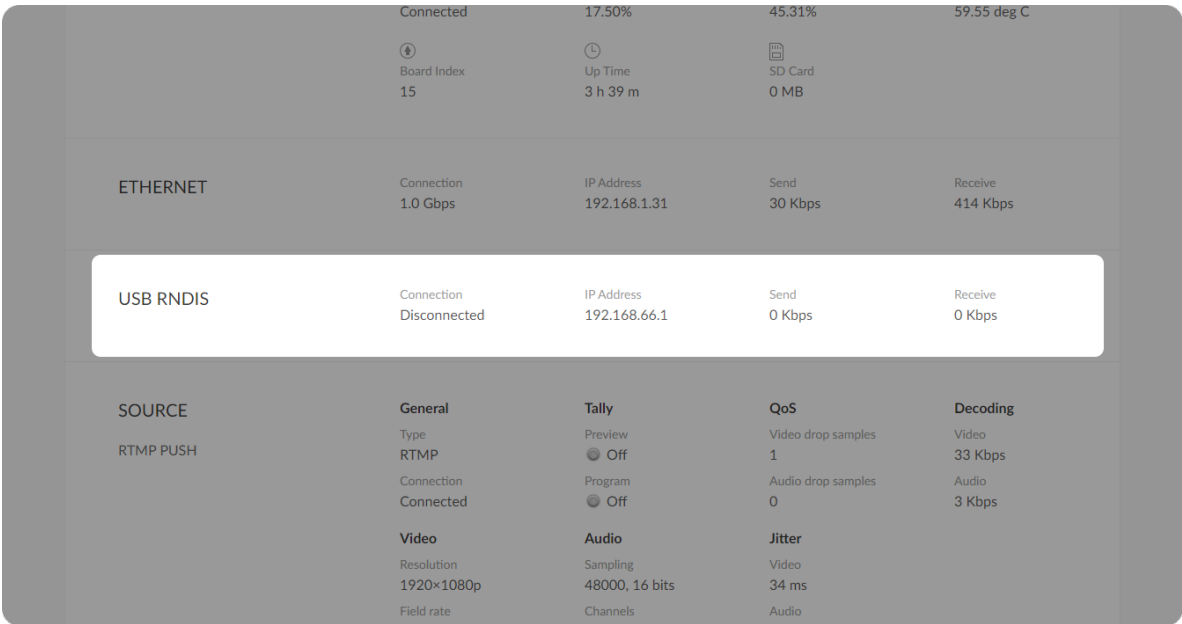 Connected 17.50% 45.31% 59.55 deg C
Board Index Up Time SD Card
15 3 h 39 m 0 MB
ETHERNET Connection IP Address Send Receive
1.0 Gbps 192.168.1.31 30 Kbps 414 Kbps
USB RNDIS Connection IP Address Send Receive
Disconnected 192.168.66.1 0 Kbps 0 Kbps
SOURCE General Tally QoS Decoding
Type Preview Video drop samples Video
RTMP PUSH RTMP Off 1 33 Kbps
Connection Program Audio drop samples Audio
Connected Off 0 3 Kbps
Video Audio Jitter
Resolution Sampling Video
1920×1080p 48000, 16 bits 34 ms
Field rate Channels Audio